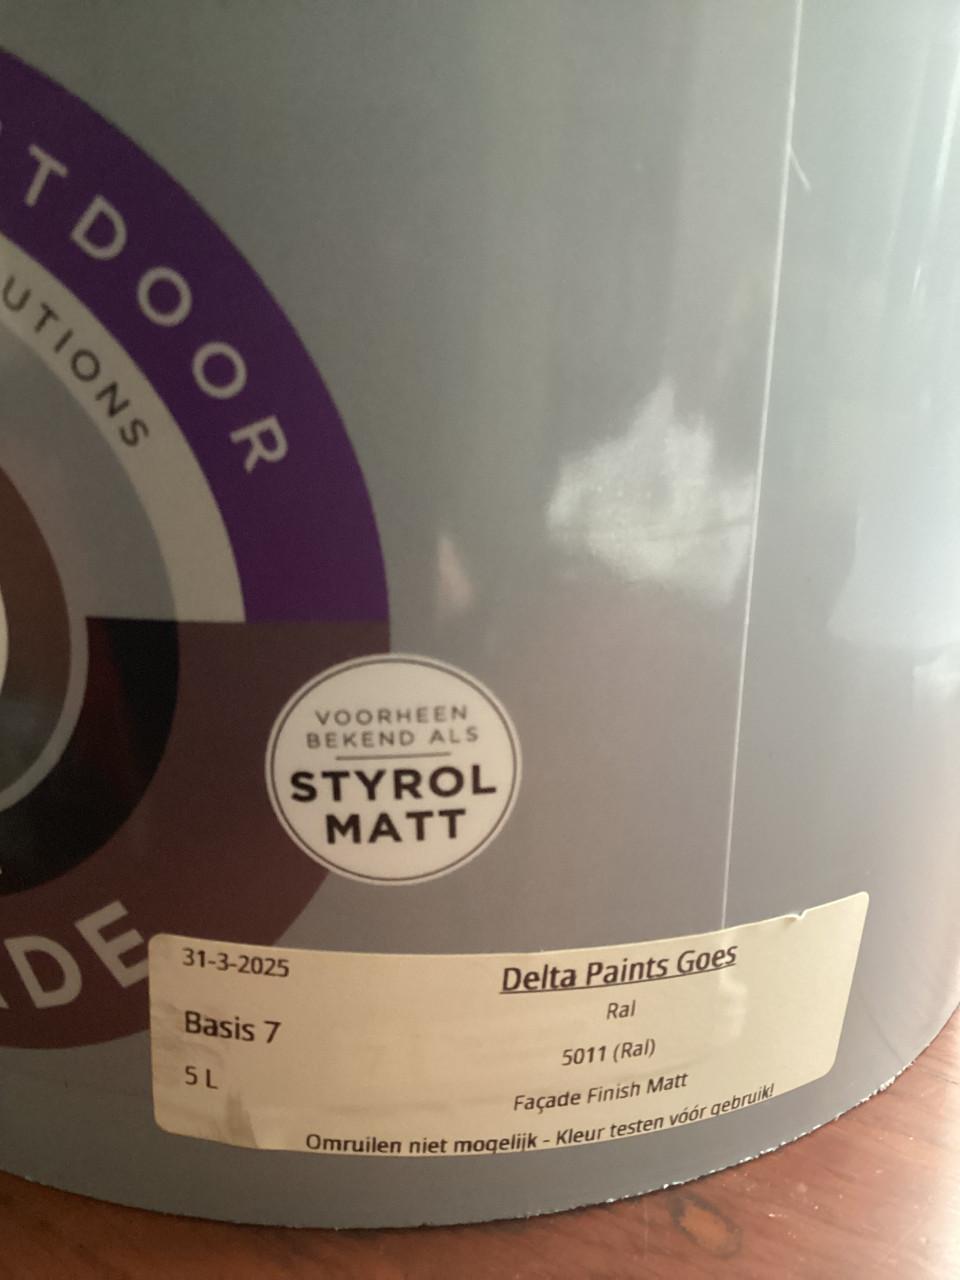 TDOOR
UTIONS
VOORHEEN
BEKEND ALS
STYROL
MATT
DE
31-3-2025
Delta Paints Goes
Basis 7
Ral
5 L
5011 (Ral)
Façade Finish Matt
Omruilen niet mogelijk - Kleur testen vóór gebruik!